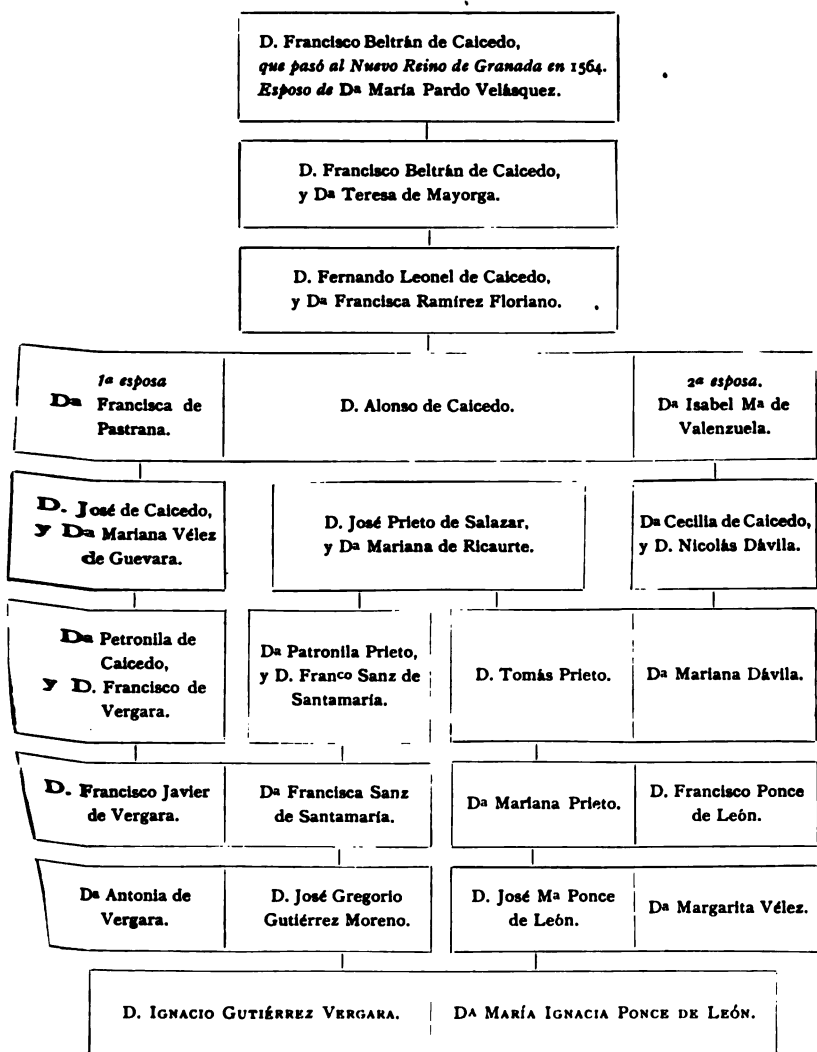 D. Francisco Beltrán de Caicedo,
que pasó al Nuevo Reino de Granada en 1564.
Esposo de Dª María Pardo Velásquez.
D. Francisco Beltrán de Caicedo,
y Dª Teresa de Mayorga.
D. Fernando Leonel de Caicedo,
y Dª Francisca Ramírez Floriano.
1ª esposa
Dª Francisca de
Pastrana.
D. Alonso de Caicedo.
2ª esposa.
Dª Isabel Mª de
Valenzuela.
D. José de Caicedo,
y Dª Mariana Vélez
de Guevara.
D. José Prieto de Salazar,
y Dª Mariana de Ricaurte.
Dª Cecilia de Caicedo,
y D. Nicolás Dávila.
Dª Petronila de
Caicedo,
y D. Francisco de
Vergara.
Dª Patronila Prieto,
y D. Franco Sanz de
Santamaría.
D. Tomás Prieto.
Dª Mariana Dávila.
D. Francisco Javier
de Vergara.
Dª Francisca Sanz
de Santamaría.
Dª Mariana Prieto.
D. Francisco Ponce
de León.
Dª Antonia de
Vergara.
D. José Gregorio
Gutiérrez Moreno.
D. José Mª Ponce
de León.
Dª Margarita Vélez.
D. IGNACIO GUTIÉRREZ VERGARA.
DA MARÍA IGNACIA PONCE DE LEÓN.